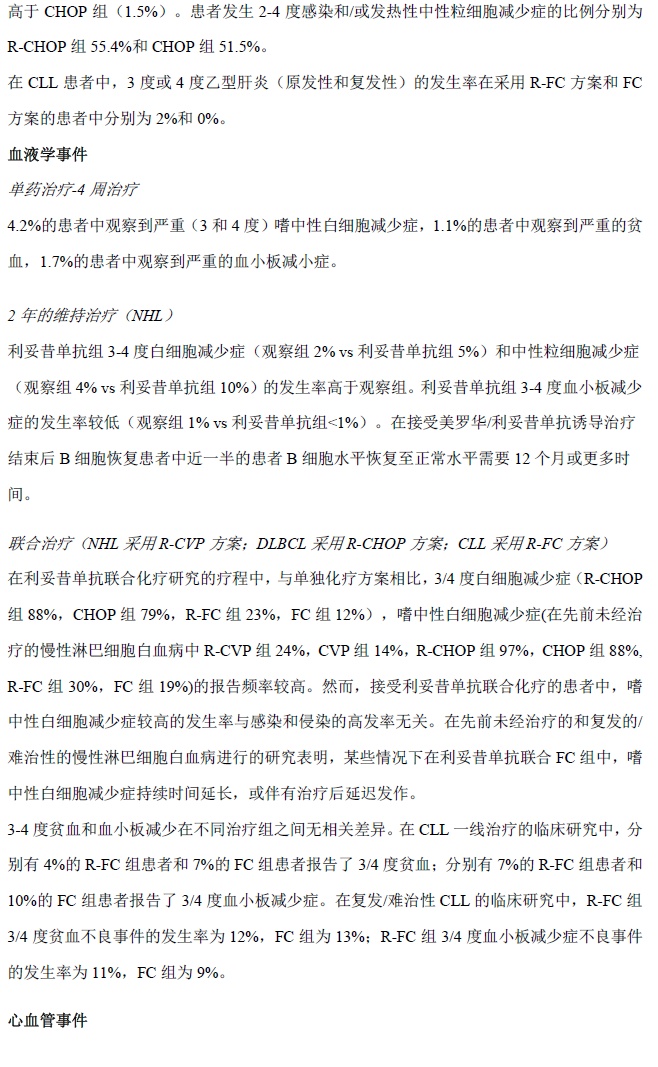 高于 CHOP 组（1.5%）。患者发生 2-4 度感染和/或发热性中性粒细胞减少症的比例分别为
R-CHOP 组 55.4%和 CHOP 组 51.5%。
在 CLL 患者中，3 度或 4 度乙型肝炎（原发性和复发性）的发生率在采用 R-FC 方案和 FC
方案的患者中分别为 2%和 0%。
血液学事件
单药治疗-4 周治疗
4.2%的患者中观察到严重（3 和 4 度）嗜中性白细胞减少症，1.1%的患者中观察到严重的贫
血，1.7%的患者中观察到严重的血小板减小症。
2 年的维持治疗（NHL）
利妥昔单抗组 3-4 度白细胞减少症（观察组 2% vs 利妥昔单抗组 5%）和中性粒细胞减少症
（观察组 4% vs 利妥昔单抗组 10%）的发生率高于观察组。利妥昔单抗组 3-4 度血小板减少
症的发生率较低（观察组 1% vs 利妥昔单抗组<1%）。在接受美罗华/利妥昔单抗诱导治疗
结束后 B 细胞恢复患者中近一半的患者 B 细胞水平恢复至正常水平需要 12 个月或更多时
间。
联合治疗（NHL 采用 R-CVP 方案；DLBCL 采用 R-CHOP 方案；CLL 采用 R-FC 方案）
在利妥昔单抗联合化疗研究的疗程中，与单独化疗方案相比，3/4 度白细胞减少症（R-CHOP
组 88%，CHOP 组 79%，R-FC 组 23%，FC 组 12%），嗜中性白细胞减少症(在先前未经治
疗的慢性淋巴细胞白血病中 R-CVP 组 24%，CVP 组 14%，R-CHOP 组 97%，CHOP 组 88%,
R-FC 组 30%，FC 组 19%)的报告频率较高。然而，接受利妥昔单抗联合化疗的患者中，嗜
中性白细胞减少症较高的发生率与感染和侵染的高发率无关。在先前未经治疗的和复发的/
难治性的慢性淋巴细胞白血病进行的研究表明，某些情况下在利妥昔单抗联合 FC 组中，嗜
中性白细胞减少症持续时间延长，或伴有治疗后延迟发作。
3-4 度贫血和血小板减少在不同治疗组之间无相关差异。在 CLL 一线治疗的临床研究中，分
别有 4%的 R-FC 组患者和 7%的 FC 组患者报告了 3/4 度贫血；分别有 7%的 R-FC 组患者和
10%的 FC 组患者报告了 3/4 度血小板减少症。在复发/难治性 CLL 的临床研究中，R-FC 组
3/4 度贫血不良事件的发生率为 12%，FC 组为 13%；R-FC 组 3/4 度血小板减少症不良事件
的发生率为 11%，FC 组为 9%。
心血管事件